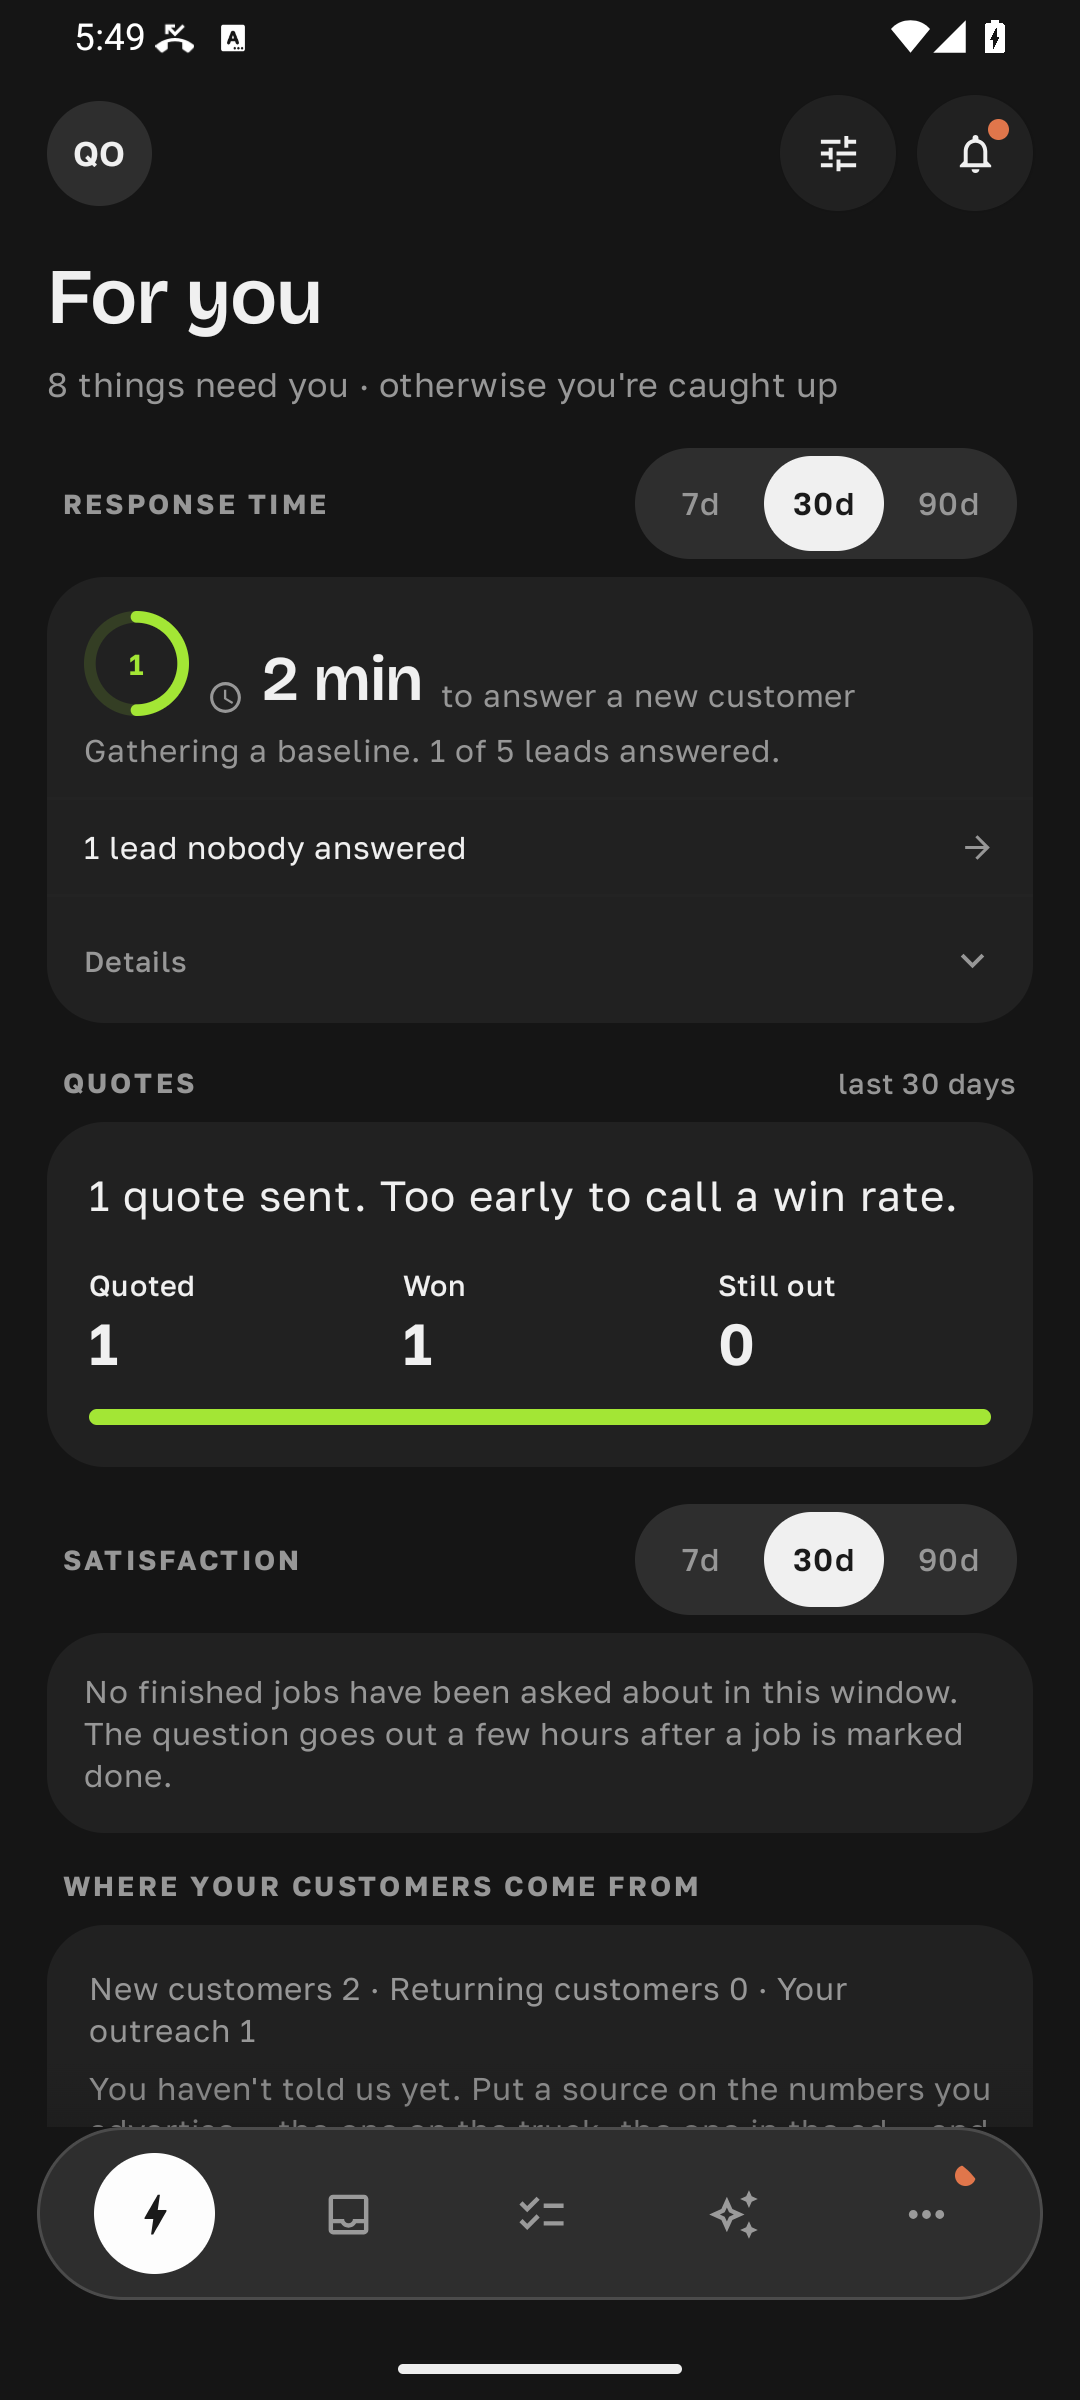 5:49
QO
For you
8 things need you · otherwise you're caught up
RESPONSE TIME
7d 30d 90d
1
2 min to answer a new customer
Gathering a baseline. 1 of 5 leads answered.
1 lead nobody answered
Details
QUOTES
last 30 days
1 quote sent. Too early to call a win rate.
Quoted Won Still out
1 1 0
SATISFACTION
7d 30d 90d
No finished jobs have been asked about in this window.
The question goes out a few hours after a job is marked
done.
WHERE YOUR CUSTOMERS COME FROM
New customers 2 · Returning customers 0 · Your
outreach 1
You haven't told us yet. Put a source on the numbers you